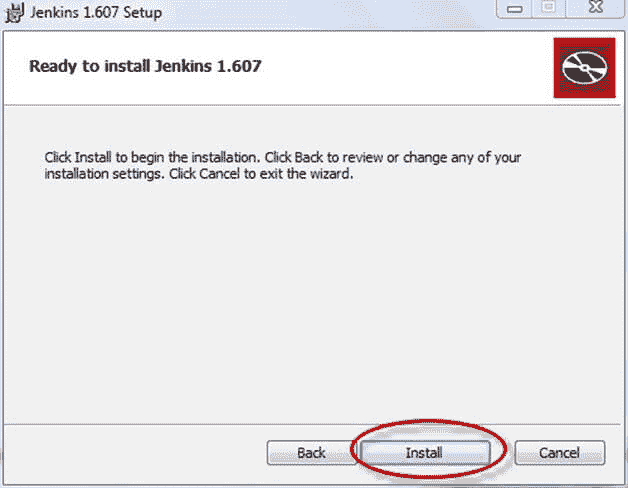 Jenkins 1.607 Setup
Ready to install Jenkins 1.607
Click Install to begin the installation. Click Back to review or change any of your
installation settings. Click Cancel to exit the wizard.
Back Install Cancel